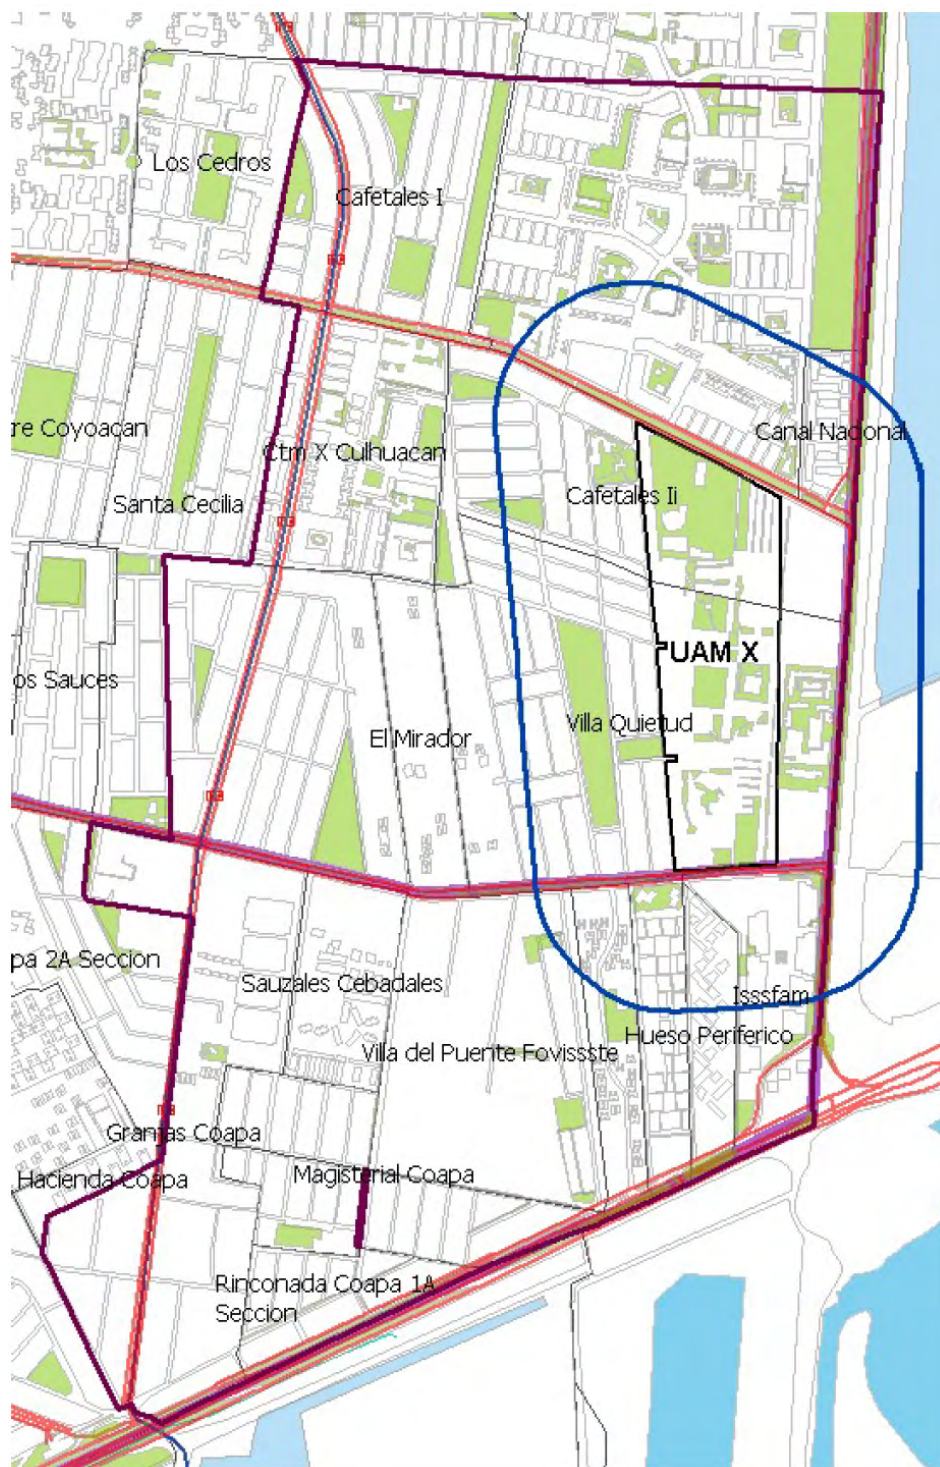 Los Cedros
Cafetales I
re Coyoacan
Ctm X Culhuacan
Canal Nacional
Santa Cecilia
Cafetales Ii
UAM X
os Sauces
Villa Quietud
El Mirador
pa 2A Seccion
Sauzales Cebadales
Isssfam
Hueso Periferico
Villa del Puente Fovissste
Granjas Coapa
Hacienda Coapa
Magisterial Coapa
Rinconada Coapa 1A
Seccion